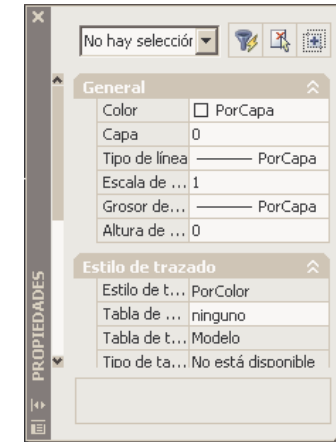 No hay selección
General
Color PorCapa
Capa 0
Tipo de línea PorCapa
Escala de ... 1
Grosor de... PorCapa
Altura de ... 0
Estilo de trazado
Estilo de t... PorColor
Tabla de ... ninguno
Tabla de t... Modelo
Tipo de ta... No está disponible
PROPIEDADES